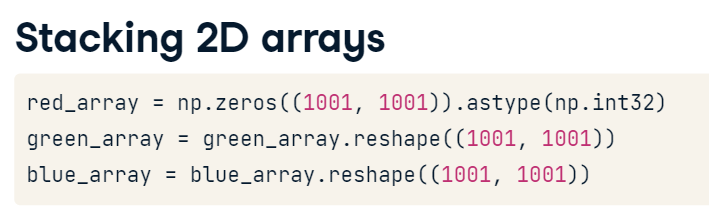 Stacking 2D arrays
red_array = np.zeros((1001, 1001)).astype(np.int32)
green_array = green_array.reshape((1001, 1001))
blue_array = blue_array.reshape((1001, 1001))